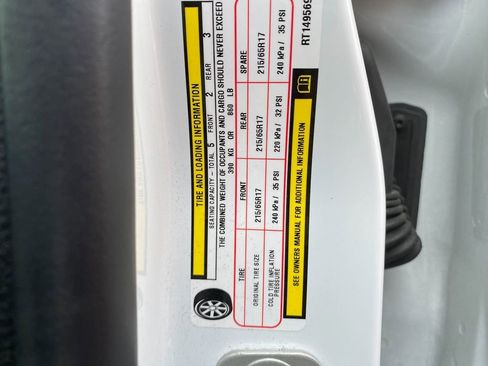 TIRE AND LOADING INFORMATION
SEATING CAPACITY - TOTAL 5 FRONT 2 REAR 3
THE COMBINED WEIGHT OF OCCUPANTS AND CARGO SHOULD NEVER EXCEED
390 KG OR 860 LB
TIRE FRONT REAR SPARE
ORIGINAL TIRE SIZE 215/65R17 215/65R17 215/65R17
COLD TIRE INFLATION PRESSURE 240 kPa / 35 PSI 220 kPa / 32 PSI 240 kPa / 35 PSI
SEE OWNERS MANUAL FOR ADDITIONAL INFORMATION
RT149569